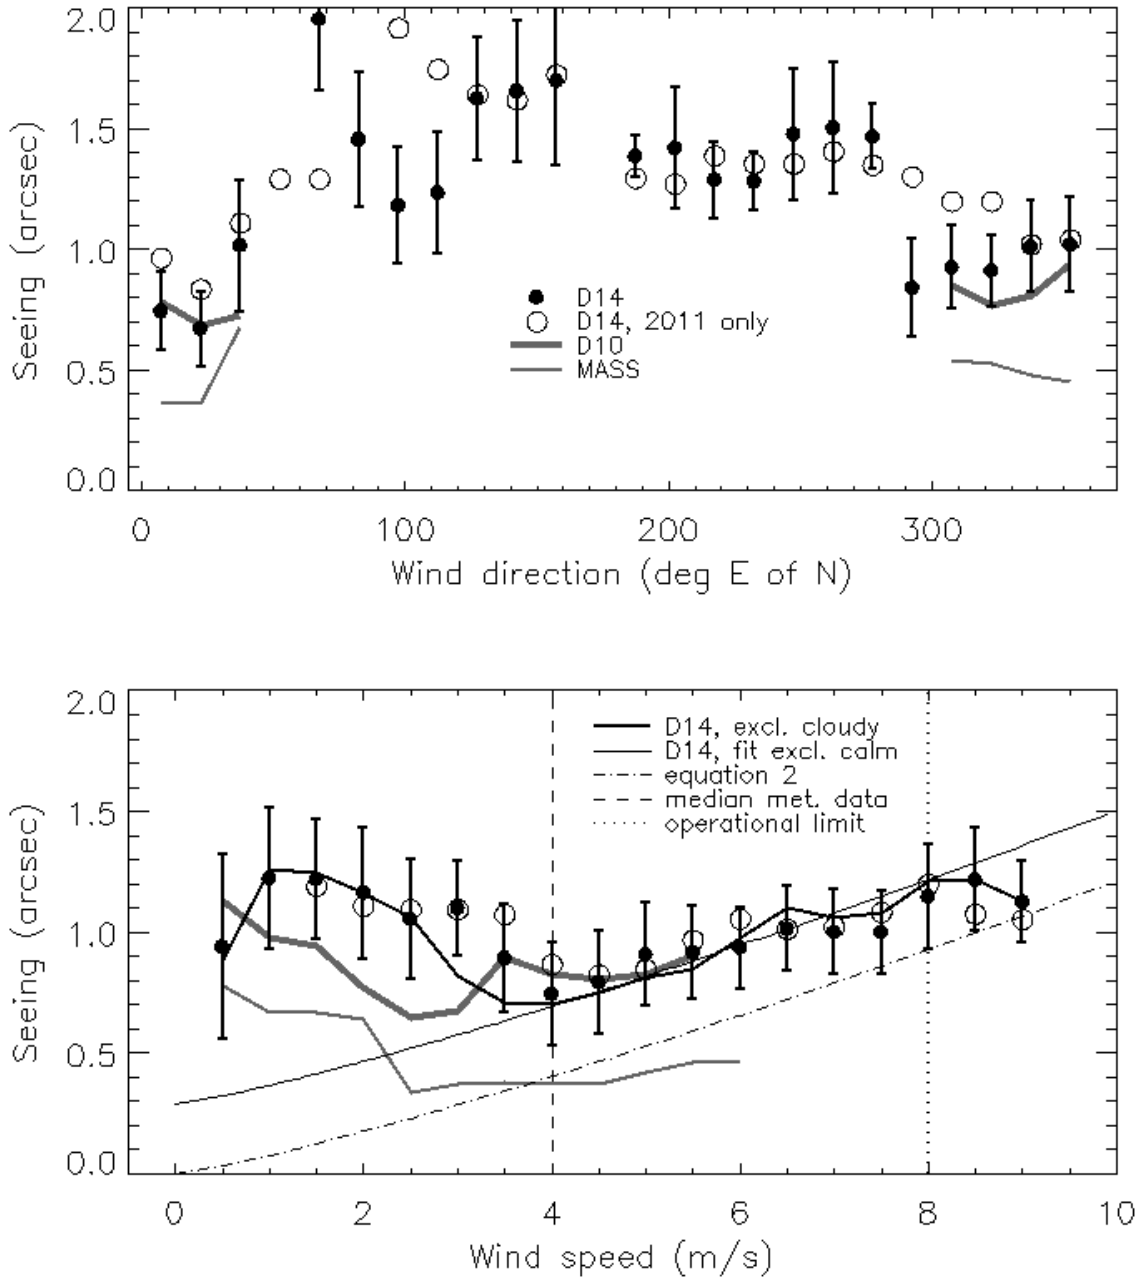 2.0
1.5
1.0
0.5
0.0
Seeing (arcsec)
D14
D14, 2011 only
D10
MASS
0 100 200 300
Wind direction (deg E of N)
2.0
1.5
1.0
0.5
0.0
Seeing (arcsec)
D14, excl. cloudy
D14, fit excl. calm
equation 2
median met. data
operational limit
0 2 4 6 8 10
Wind speed (m/s)